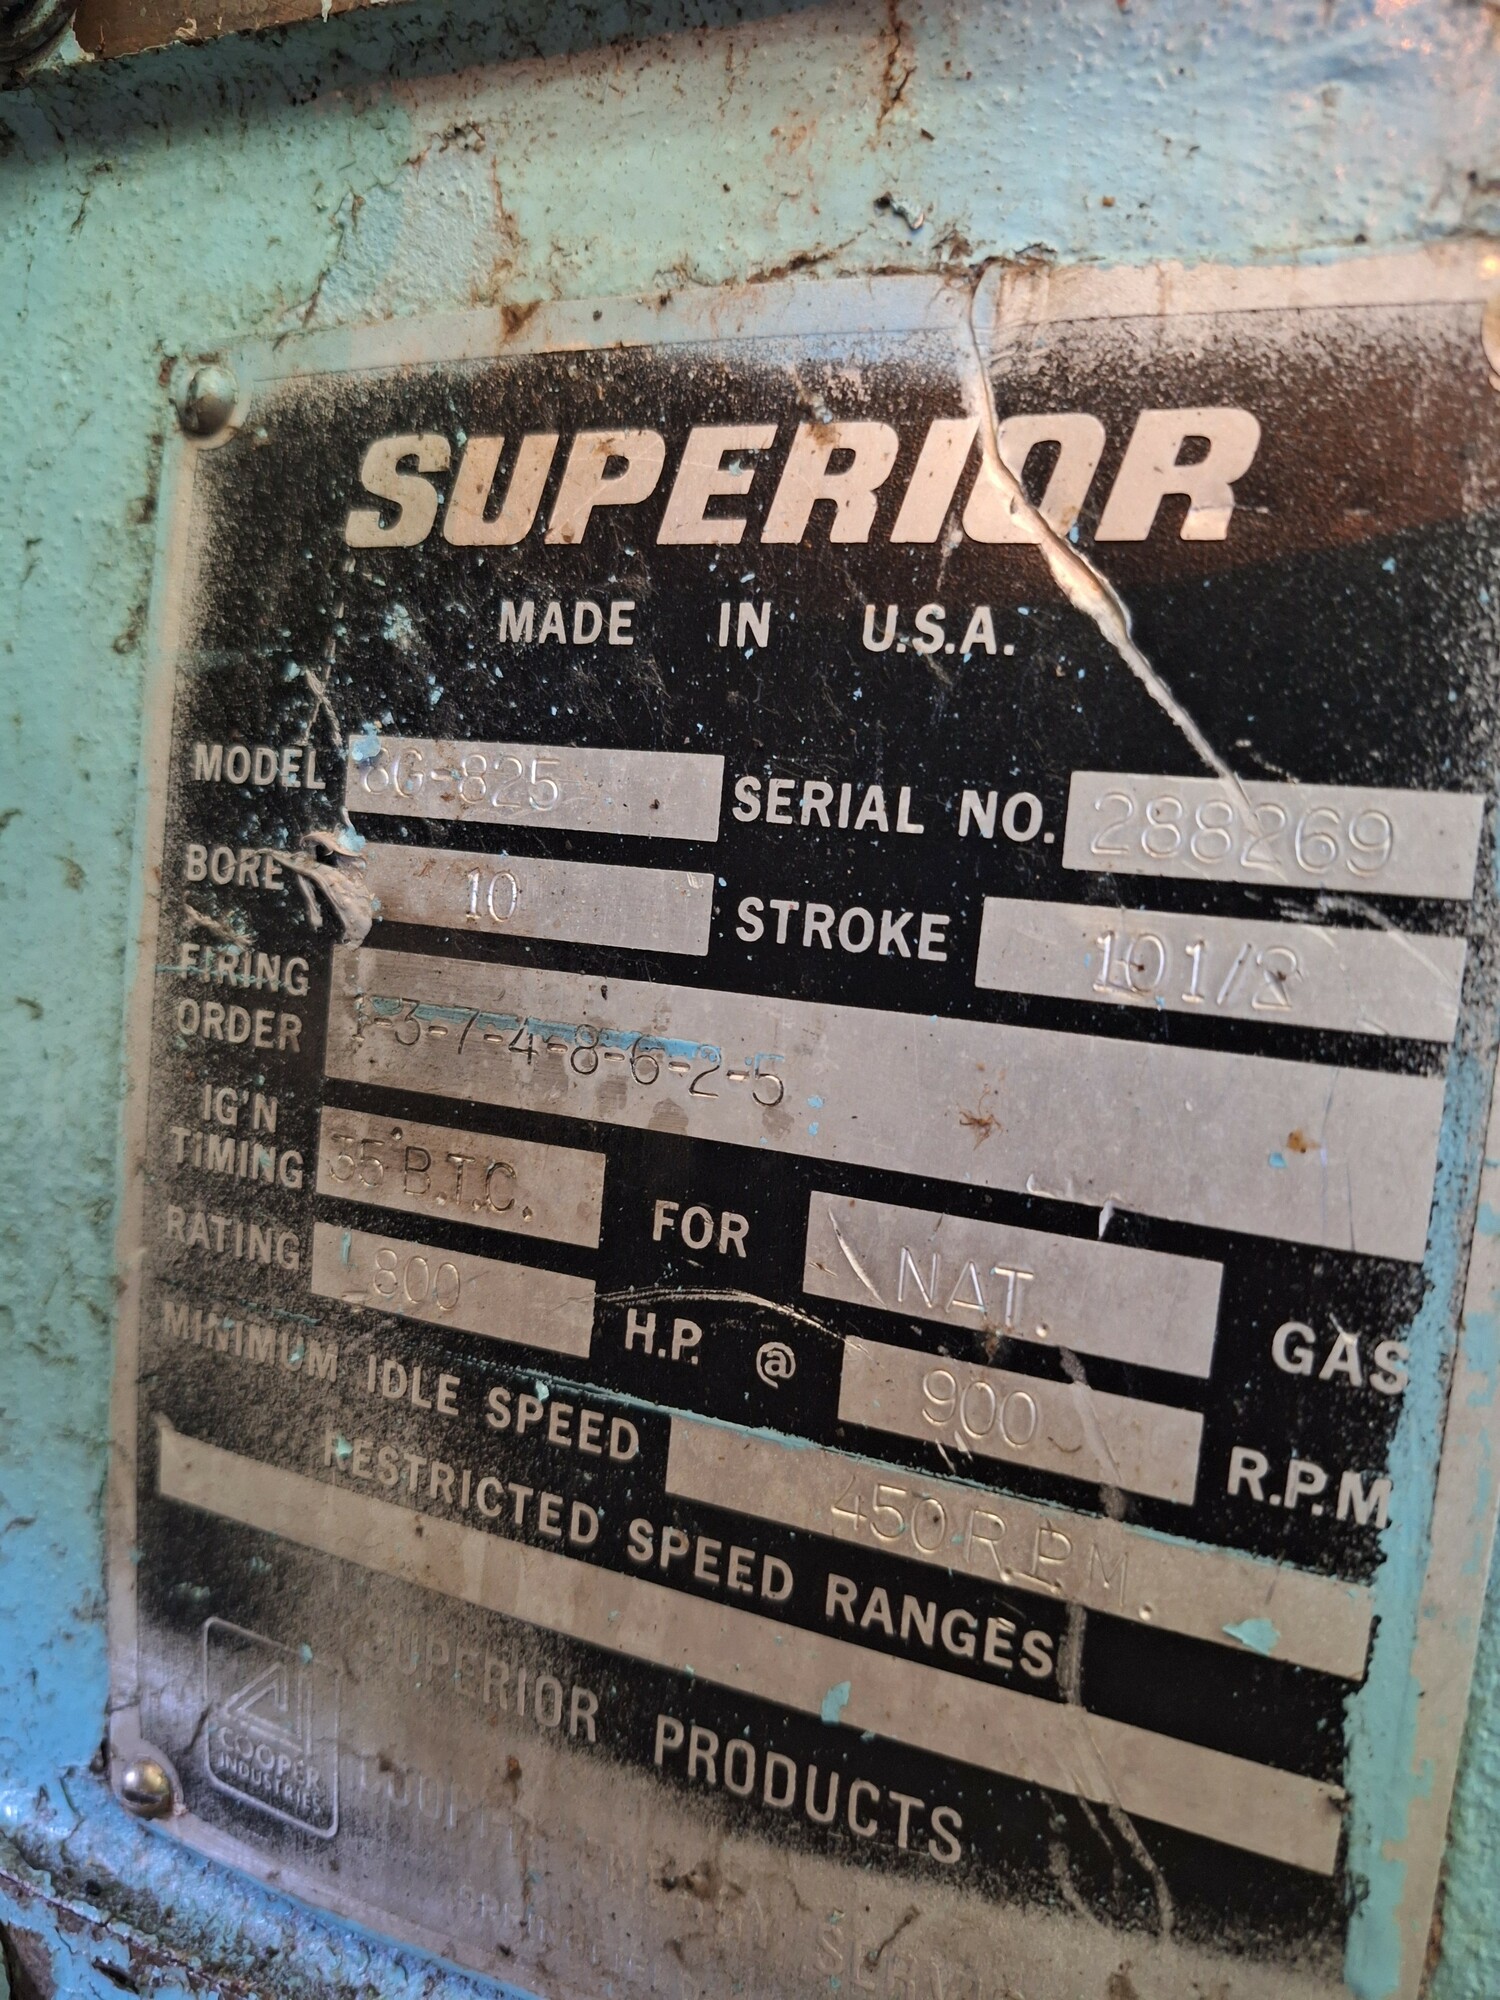 SUPERIOR
MADE IN U.S.A.
MODEL 8G-825 SERIAL NO. 288269
BORE 10 STROKE 10 1/2
FIRING ORDER 1-3-7-4-8-6-2-5
IG'N TIMING 35° B.T.C. FOR NAT. GAS
RATING 800 H.P. @ 900 R.P.M
MINIMUM IDLE SPEED 450 R.P.M.
RESTRICTED SPEED RANGES
SUPERIOR PRODUCTS
COOPER
INDUSTRIES